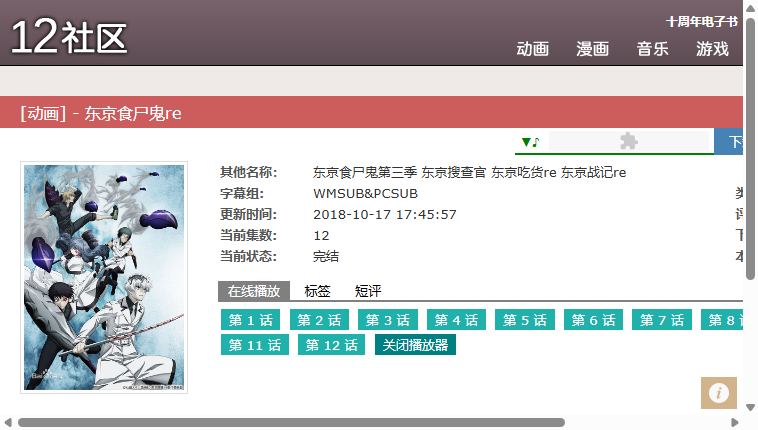 12社区
十周年电子书
动画 漫画 音乐 游戏
[动画] - 东京食尸鬼re
▼♪ 下
其他名称: 东京食尸鬼第三季 东京搜查官 东京吃货re 东京战记re
字幕组: WMSUB&PCSUB
更新时间: 2018-10-17 17:45:57
当前集数: 12
当前状态: 完结
在线播放 标签 短评
第 1 话 第 2 话 第 3 话 第 4 话 第 5 话 第 6 话 第 7 话 第 8
第 11 话 第 12 话 关闭播放器